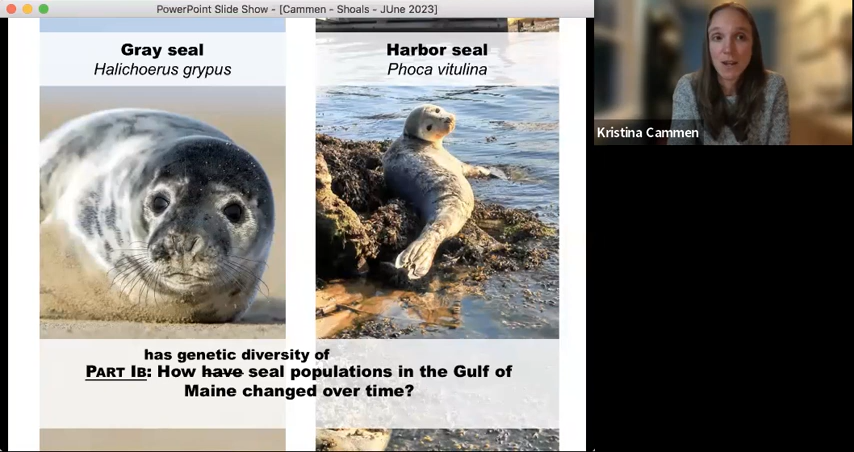 PowerPoint Slide Show - [Cammen - Shoals - JUne 2023]
Gray seal
Halichoerus grypus
Harbor seal
Phoca vitulina
Kristina Cammen
has genetic diversity of
PART IB: How have seal populations in the Gulf of
Maine changed over time?